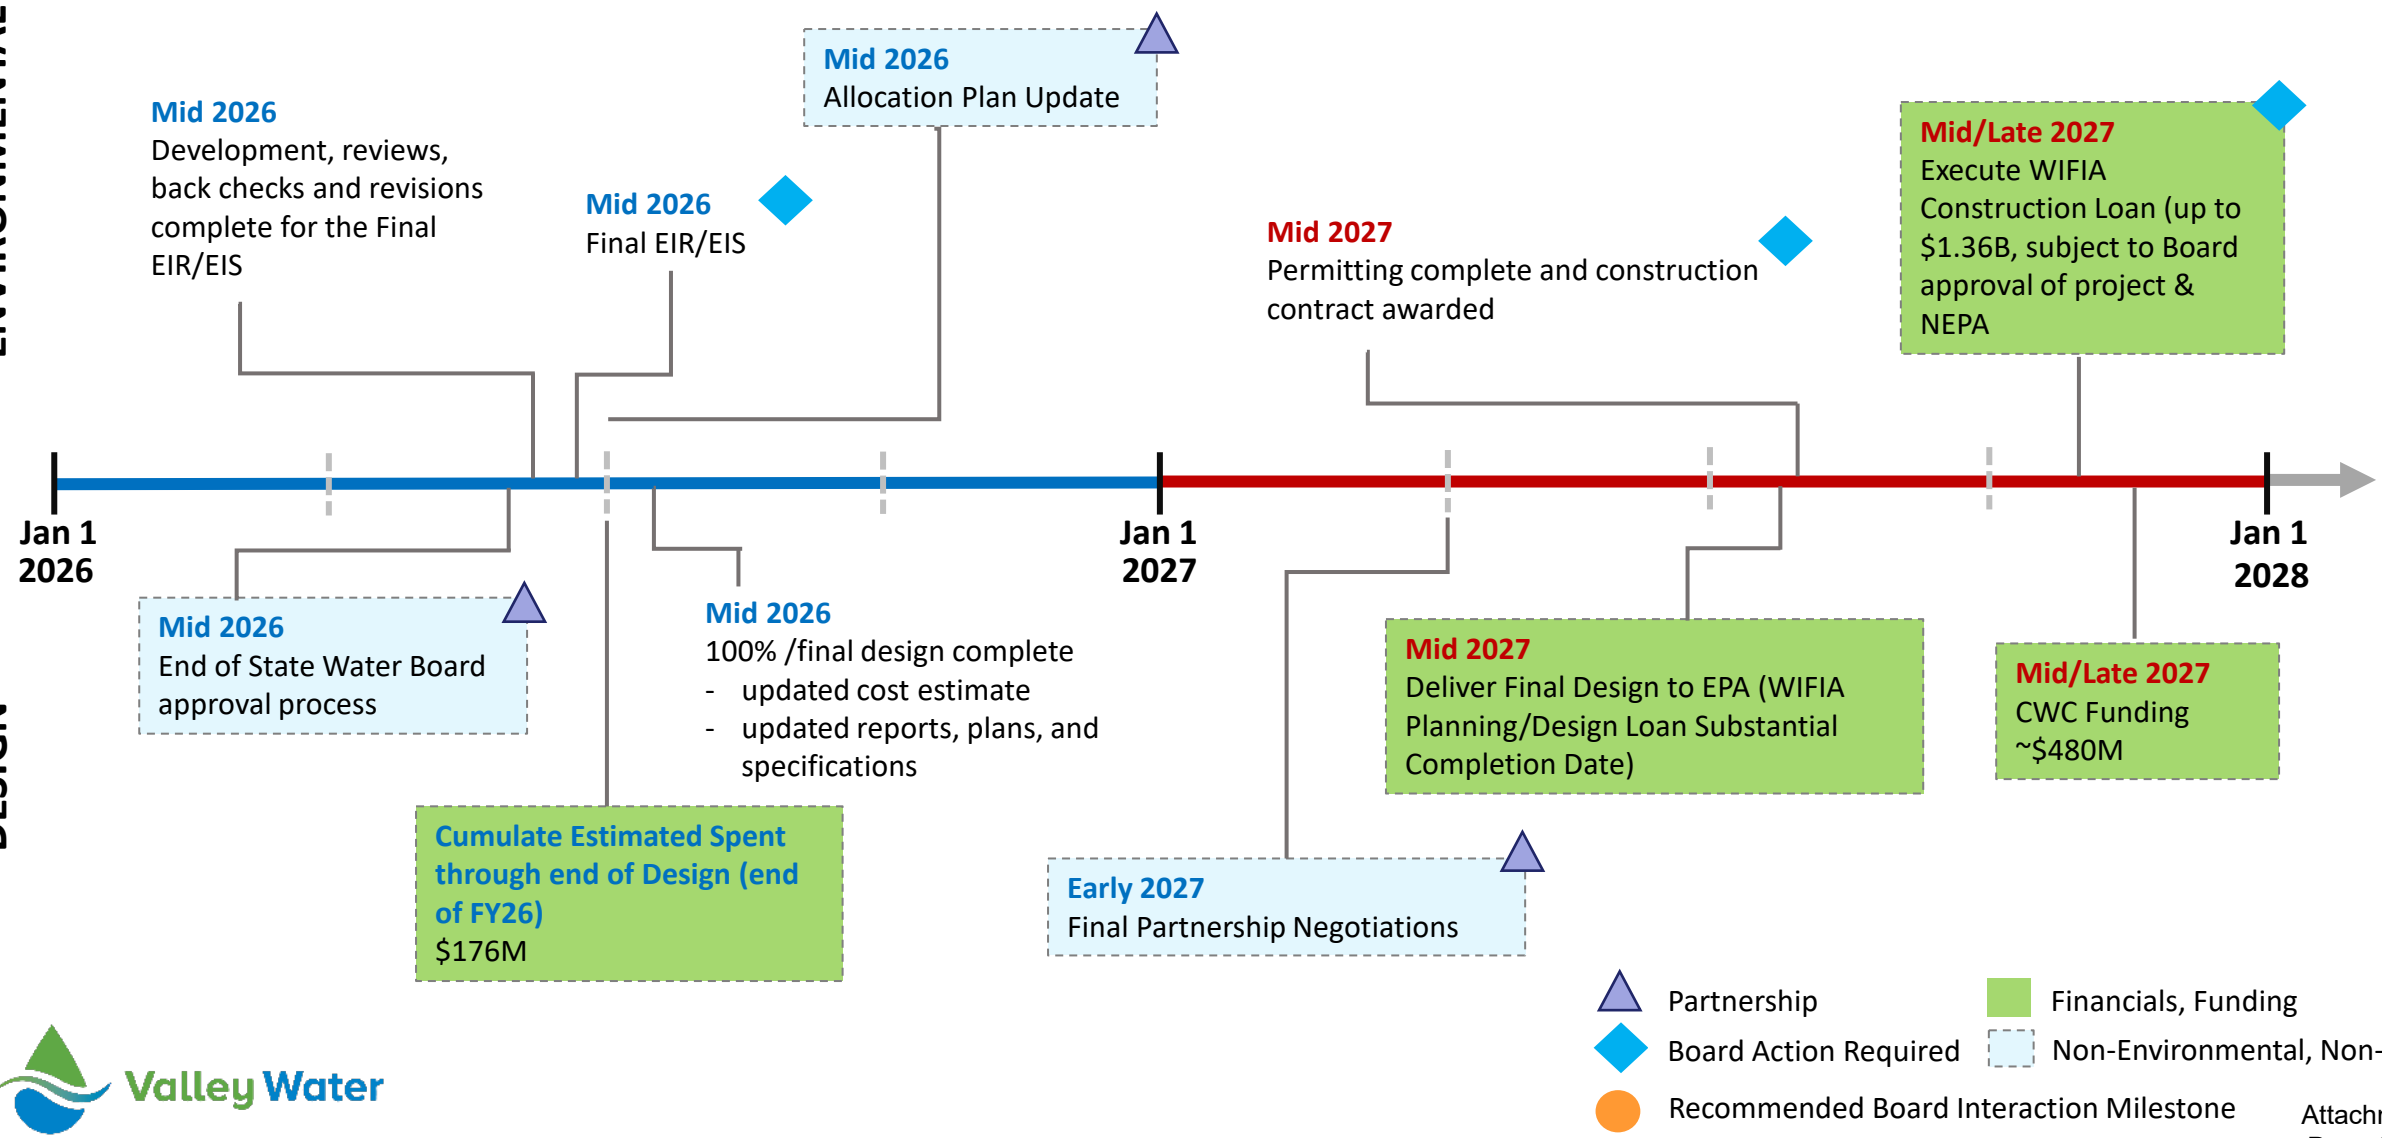 ENVIRONMENTAL
Mid 2026
Development, reviews,
back checks and revisions
complete for the Final
EIR/EIS
Mid 2026
Final EIR/EIS
Mid 2026
Allocation Plan Update
Mid 2027
Permitting complete and construction
contract awarded
Mid/Late 2027
Execute WIFIA
Construction Loan (up to
$1.36B, subject to Board
approval of project &
NEPA
Jan 1
2026
Jan 1
2027
Jan 1
2028
DESIGN
Mid 2026
End of State Water Board
approval process
Cumulate Estimated Spent
through end of Design (end
of FY26)
$176M
Mid 2026
100% /final design complete
- updated cost estimate
- updated reports, plans, and
specifications
Early 2027
Final Partnership Negotiations
Mid 2027
Deliver Final Design to EPA (WIFIA
Planning/Design Loan Substantial
Completion Date)
Mid/Late 2027
CWC Funding
~$480M
Partnership
Financials, Funding
Board Action Required
Non-Environmental, Non-
Recommended Board Interaction Milestone
Valley Water